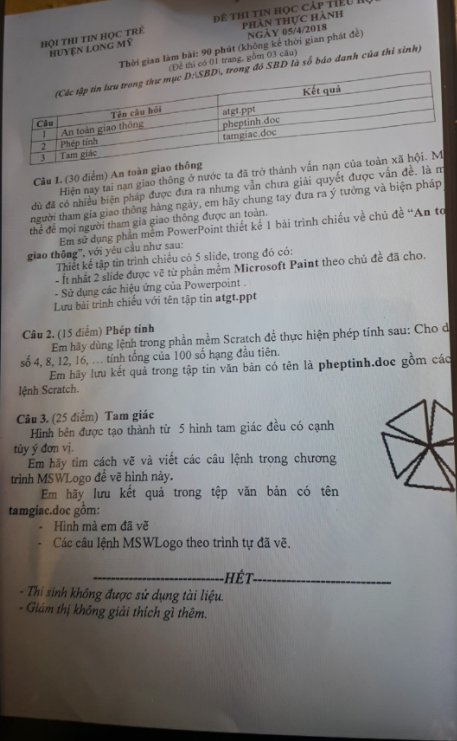 HỘI THI TIN HỌC TRẺ
HUYỆN LONG MỸ
ĐỀ THI TIN HỌC CẤP TIỂU
PHẦN THỰC HÀNH
NGÀY 05/4/2018
Thời gian làm bài: 90 phút (không kể thời gian phát đề)
(Đề thi có 01 trang, gồm 03 câu)
(Các tập tin lưu trong thư mục D:\SBD\, trong đó SBD là số báo danh của thí sinh)
Câu Tên câu hỏi Kết quả
1 An toàn giao thông atgt.ppt
2 Phép tính pheptinh.doc
3 Tam giác tamgiac.doc
Câu 1. (30 điểm) An toàn giao thông
Hiện nay tai nạn giao thông ở nước ta đã trở thành vấn nạn của toàn xã hội. M
dù đã có nhiều biện pháp được đưa ra nhưng vẫn chưa giải quyết được vấn đề. là m
người tham gia giao thông hàng ngày, em hãy chung tay đưa ra ý tưởng và biện pháp
thế để mọi người tham gia giao thông được an toàn.
Em sử dụng phần mềm PowerPoint thiết kế 1 bài trình chiếu về chủ đề “An to
giao thông”, với yêu cầu như sau:
Thiết kế tập tin trình chiếu có 5 slide, trong đó có:
- Ít nhất 2 slide được vẽ từ phần mềm Microsoft Paint theo chủ đề đã cho.
- Sử dụng các hiệu ứng của Powerpoint .
Lưu bài trình chiếu với tên tập tin atgt.ppt
Câu 2. (15 điểm) Phép tính
Em hãy dùng lệnh trong phần mềm Scratch để thực hiện phép tính sau: Cho d
số 4, 8, 12, 16, … tính tổng của 100 số hạng đầu tiên.
Em hãy lưu kết quả trong tập tin văn bản có tên là pheptinh.doc gồm các
lệnh Scratch.
Câu 3. (25 điểm) Tam giác
Hình bên được tạo thành từ 5 hình tam giác đều có cạnh
tùy ý đơn vị.
Em hãy tìm cách vẽ và viết các câu lệnh trong chương
trình MSWLogo để vẽ hình này.
Em hãy lưu kết quả trong tệp văn bản có tên
tamgiac.doc gồm:
- Hình mà em đã vẽ
- Các câu lệnh MSWLogo theo trình tự đã vẽ.
-----HẾT-----
- Thí sinh không được sử dụng tài liệu.
- Giám thị không giải thích gì thêm.